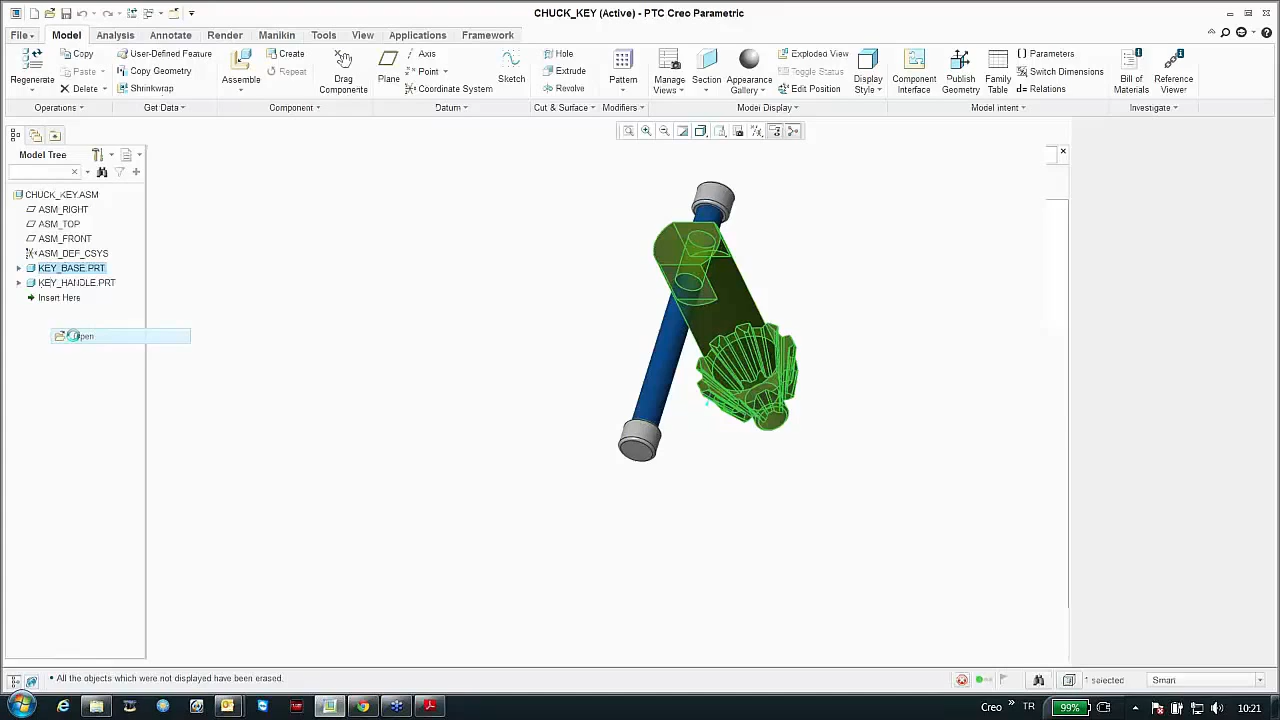 CHUCK_KEY (Active) - PTC Creo Parametric
File Model Analysis Annotate Render Manikin Tools View Applications Framework
Regenerate Copy Paste Delete
User-Defined Feature Copy Geometry Shrinkwrap
Assemble Create Repeat Drag Components
Plane Axis Point Coordinate System Sketch
Hole Extrude Revolve
Pattern
Manage Views Section Appearance Gallery Exploded View Toggle Status Edit Position Display Style
Component Interface Publish Geometry Family Table Parameters Switch Dimensions d= Relations
Bill of Materials Reference Viewer
Operations Get Data Component Datum Cut & Surface Modifiers Model Display Model Intent Investigate
Model Tree
CHUCK_KEY.ASM
ASM_RIGHT
ASM_TOP
ASM_FRONT
ASM_DEF_CSYS
KEY_BASE.PRT
KEY_HANDLE.PRT
Insert Here
Open
• All the objects which were not displayed have been erased.
1 selected
Smart
Creo » TR 99% 10:21